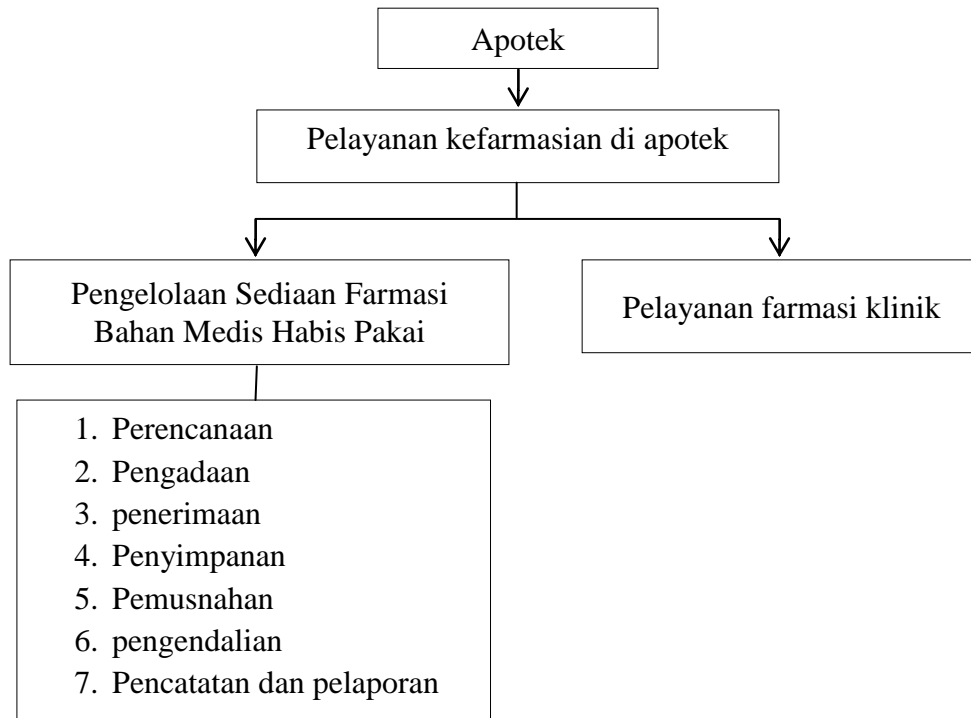 Apotek
Pelayanan kefarmasian di apotek
Pengelolaan Sediaan Farmasi
Bahan Medis Habis Pakai
Pelayanan farmasi klinik
1. Perencanaan
2. Pengadaan
3. penerimaan
4. Penyimpanan
5. Pemusnahan
6. pengendalian
7. Pencatatan dan pelaporan